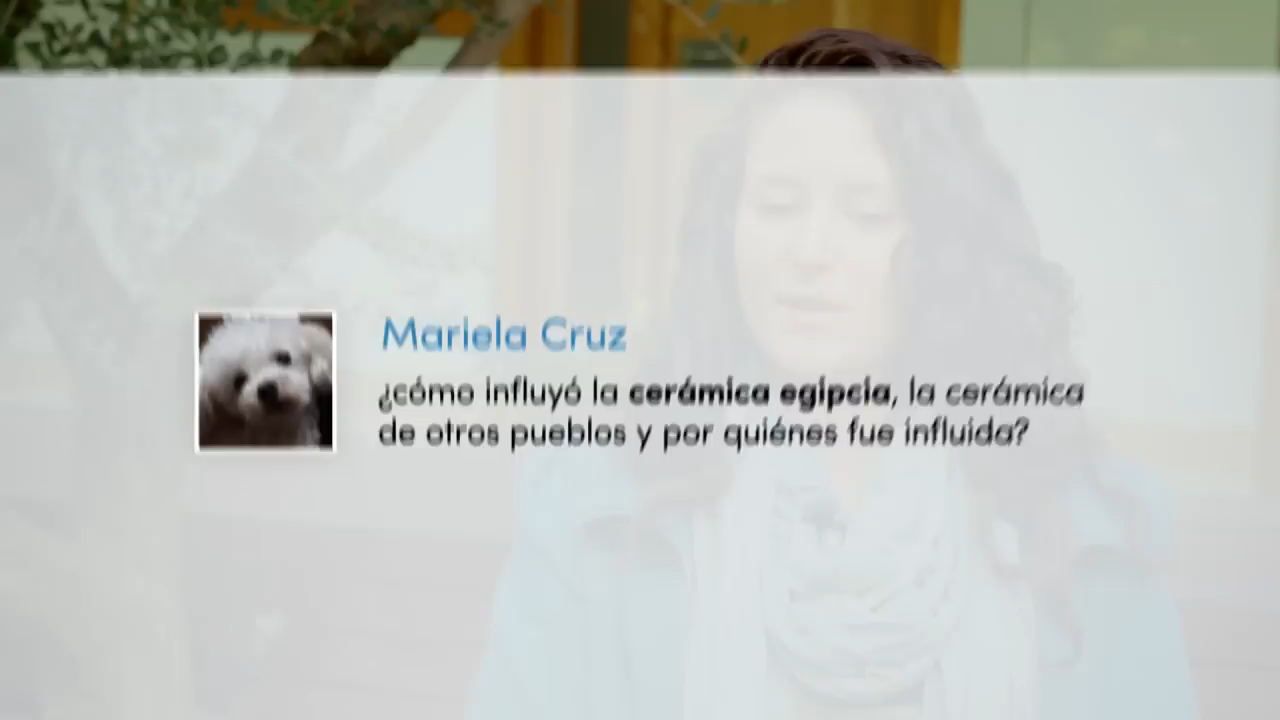 Mariela Cruz
¿cómo influyó la cerámica egipcia, la cerámica
de otros pueblos y por quiénes fue influida?